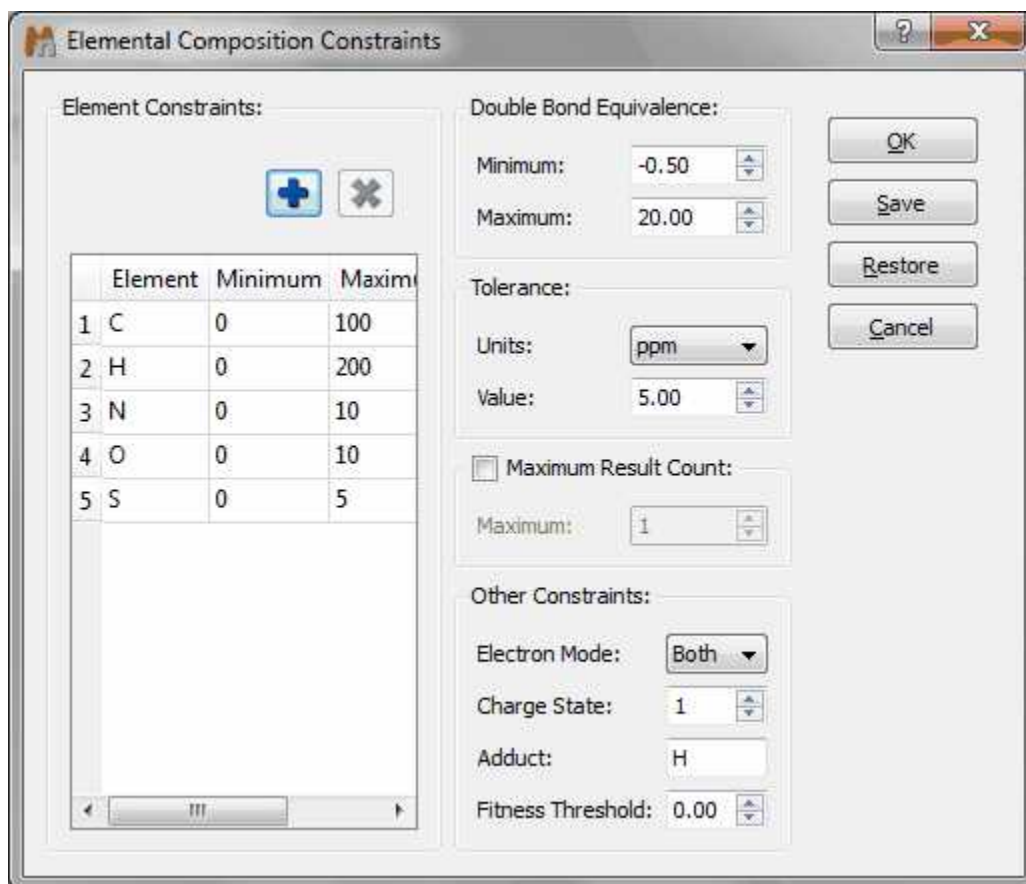 Elemental Composition Constraints
Element Constraints:
Element Minimum Maximu
1 C 0 100
2 H 0 200
3 N 0 10
4 O 0 10
5 S 0 5
Double Bond Equivalence:
Minimum: -0.50
Maximum: 20.00
Tolerance:
Units: ppm
Value: 5.00
Maximum Result Count:
Maximum: 1
Other Constraints:
Electron Mode: Both
Charge State: 1
Adduct: H
Fitness Threshold: 0.00
OK
Save
Restore
Cancel